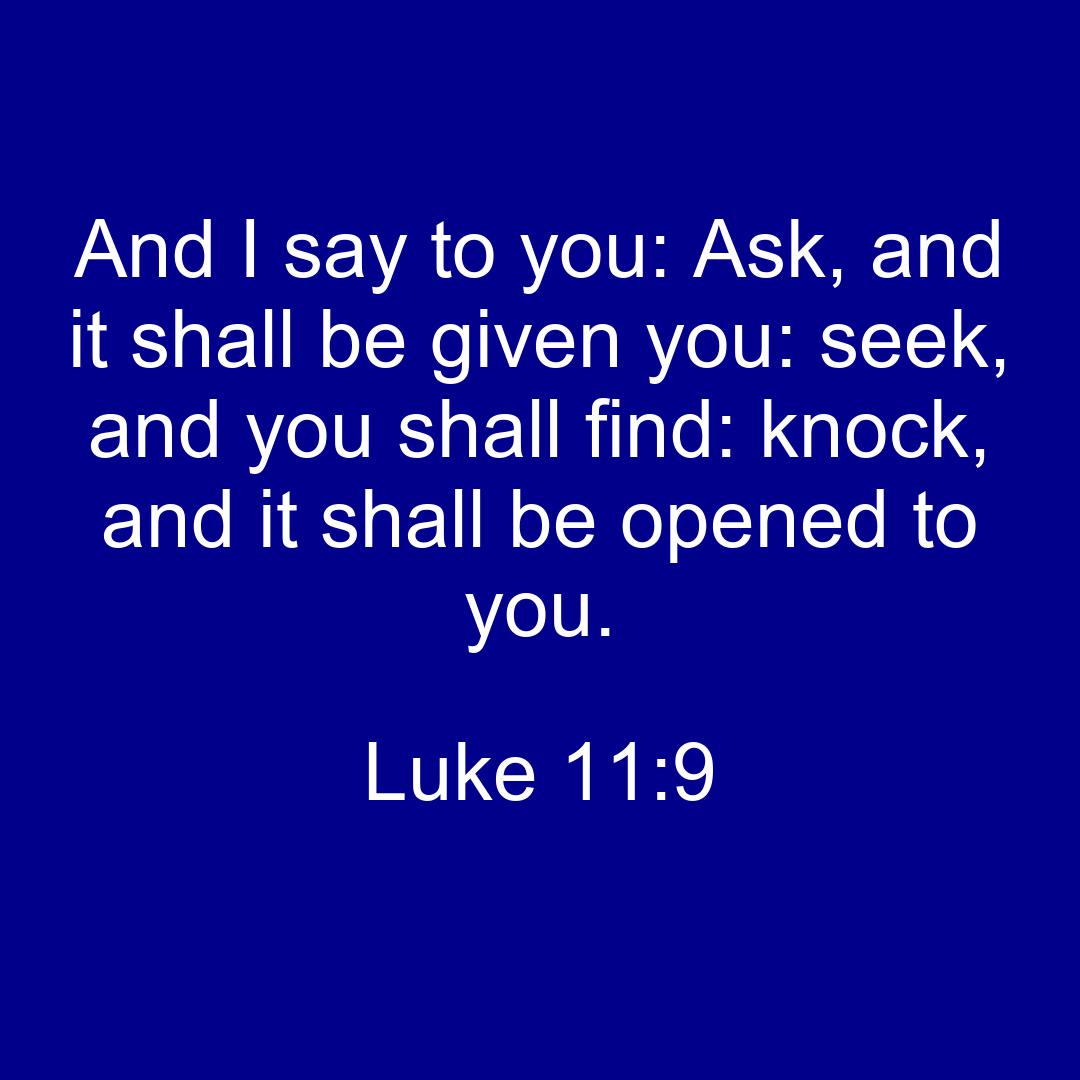 And I say to you: Ask, and
it shall be given you: seek,
and you shall find: knock,
and it shall be opened to
you.
Luke 11:9